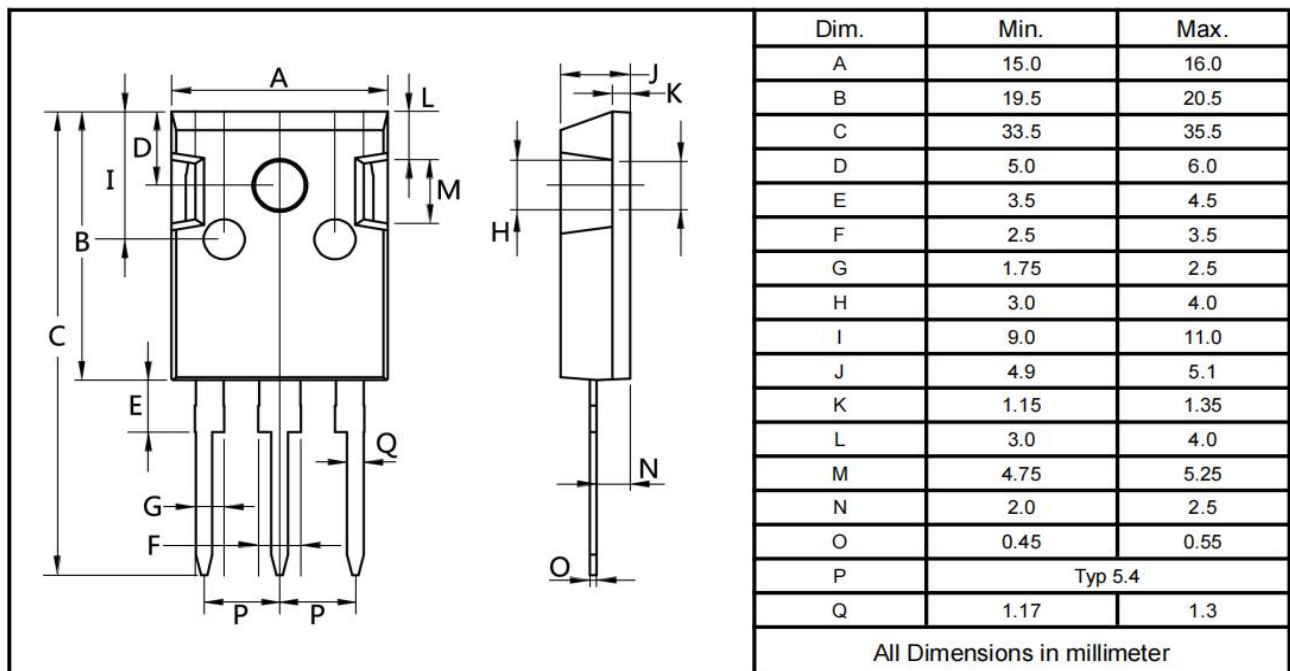 A
L
J
K
D
I
M
H
B
C
E
Q
N
G
F
O
P P
Dim. Min. Max.
A 15.0 16.0
B 19.5 20.5
C 33.5 35.5
D 5.0 6.0
E 3.5 4.5
F 2.5 3.5
G 1.75 2.5
H 3.0 4.0
I 9.0 11.0
J 4.9 5.1
K 1.15 1.35
L 3.0 4.0
M 4.75 5.25
N 2.0 2.5
O 0.45 0.55
P Typ 5.4
Q 1.17 1.3
All Dimensions in millimeter